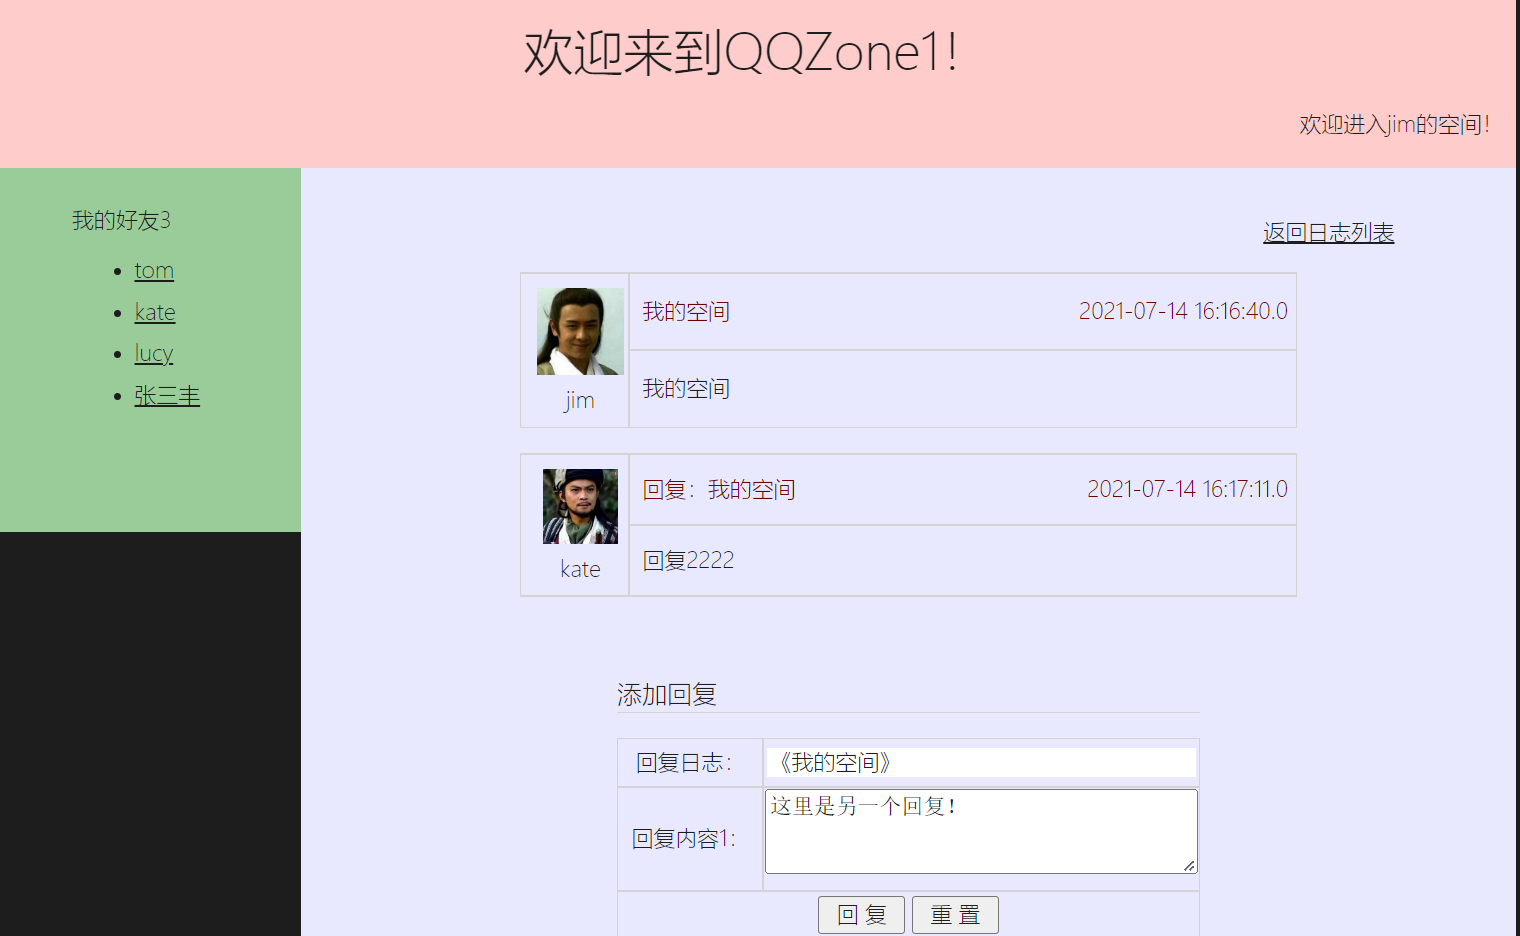 欢迎来到QQZone1!
欢迎进入jim的空间!
我的好友3
tom
kate
lucy
张三丰
返回日志列表
我的空间 2021-07-14 16:16:40.0
我的空间
jim
回复：我的空间 2021-07-14 16:17:11.0
回复2222
kate
添加回复
回复日志： 《我的空间》
回复内容1: 这里是另一个回复!
回 复 重 置